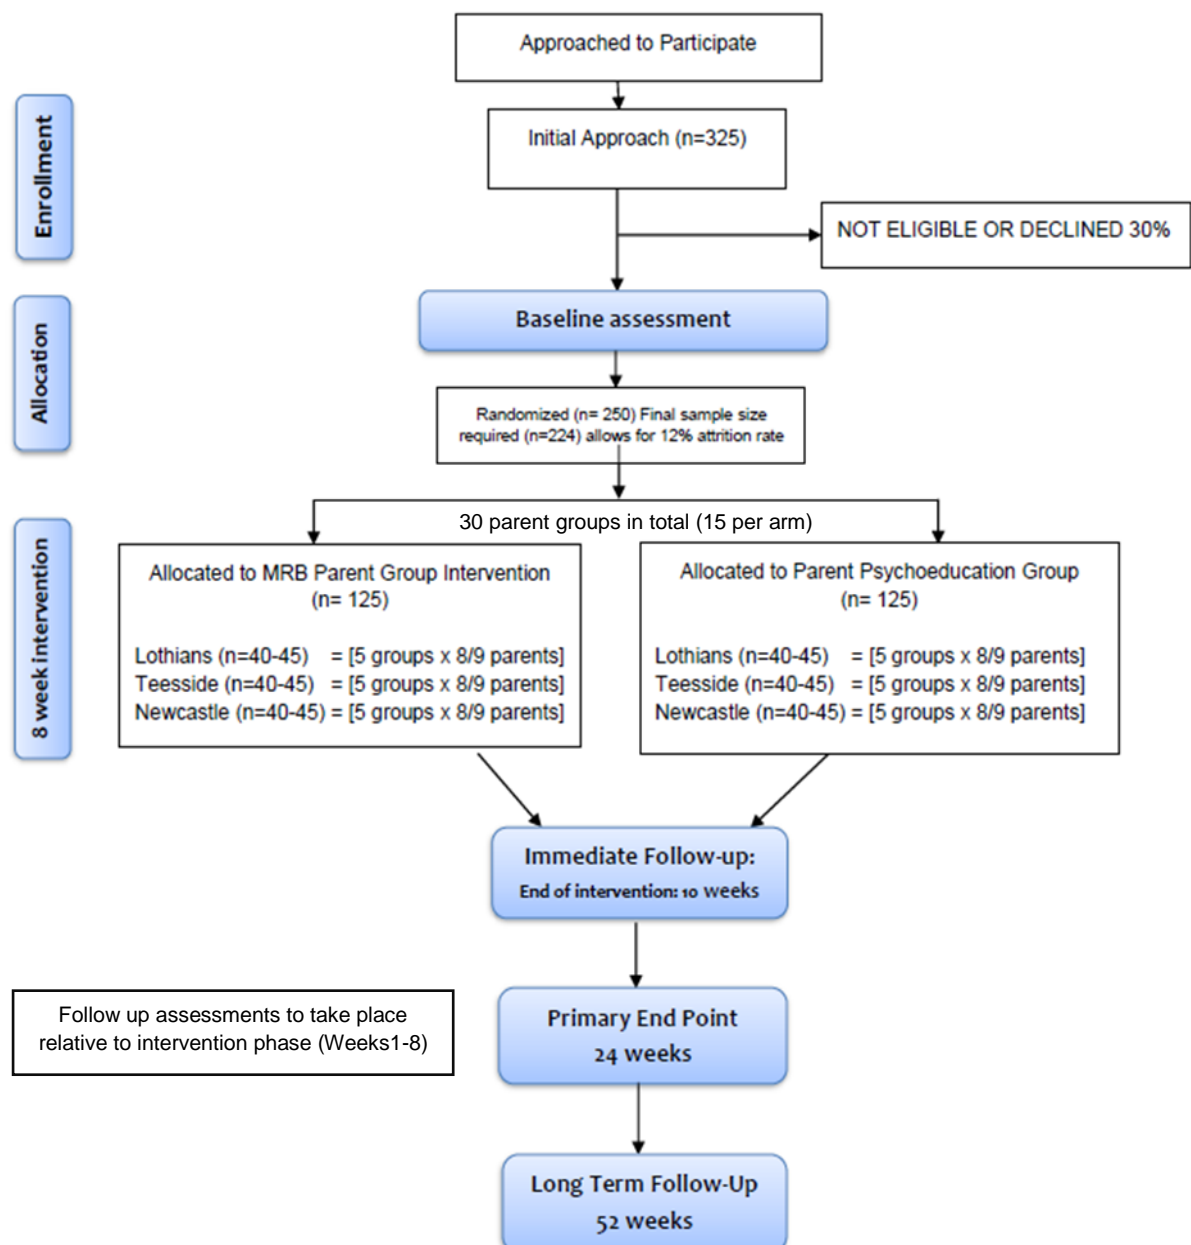 Approached to Participate
Enrollment
Initial Approach (n=325)
NOT ELIGIBLE OR DECLINED 30%
Allocation
Baseline assessment
Randomized (n= 250) Final sample size
required (n=224) allows for 12% attrition rate
8 week intervention
30 parent groups in total (15 per arm)
Allocated to MRB Parent Group Intervention
(n= 125)
Lothians (n=40-45) = [5 groups x 8/9 parents]
Teesside (n=40-45) = [5 groups x 8/9 parents]
Newcastle (n=40-45) = [5 groups x 8/9 parents]
Allocated to Parent Psychoeducation Group
(n= 125)
Lothians (n=40-45) = [5 groups x 8/9 parents]
Teesside (n=40-45) = [5 groups x 8/9 parents]
Newcastle (n=40-45) = [5 groups x 8/9 parents]
Immediate Follow-up:
End of intervention: 10 weeks
Follow up assessments to take place
relative to intervention phase (Weeks1-8)
Primary End Point
24 weeks
Long Term Follow-Up
52 weeks